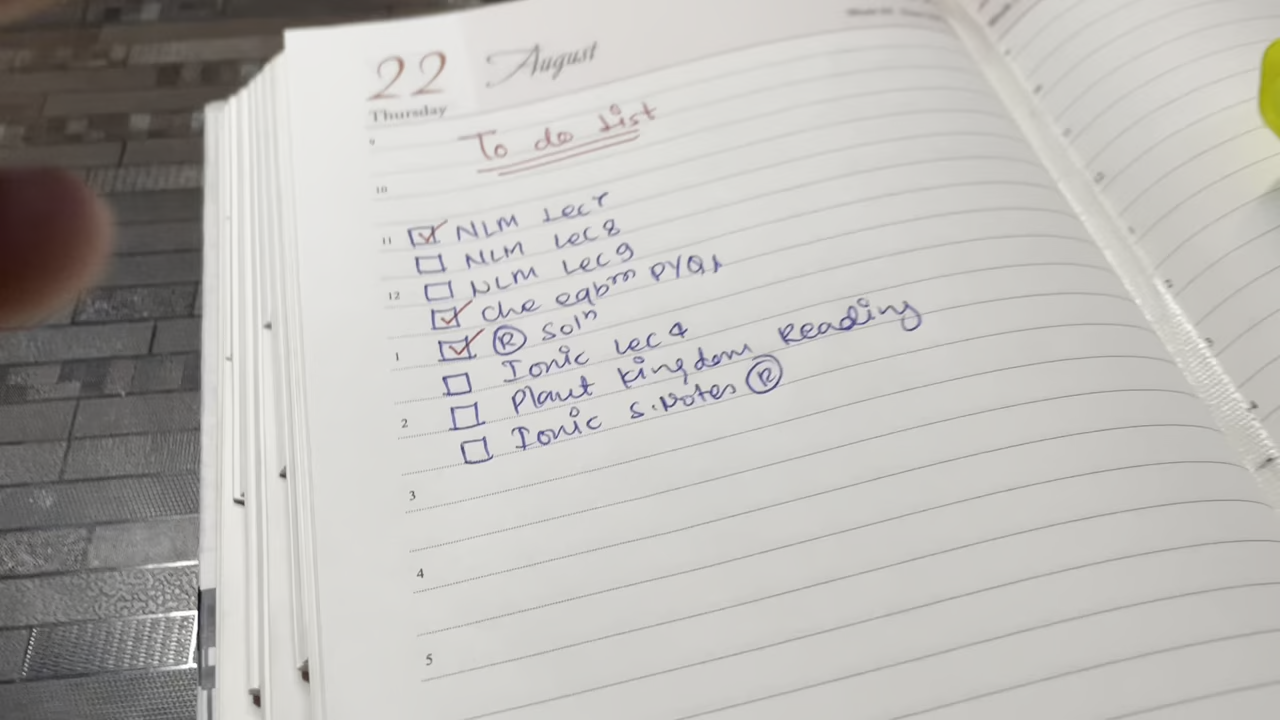 22 August
Thursday
To do List
9
10
11 NLM Lec 7
NLM Lec 8
NLM Lec 9
12
Che eqbm PYQs
1 Ⓡ Soln
Ionic Lec 4
Plant Kingdom Reading
2
Ionic S.Notes Ⓡ
3
4
5